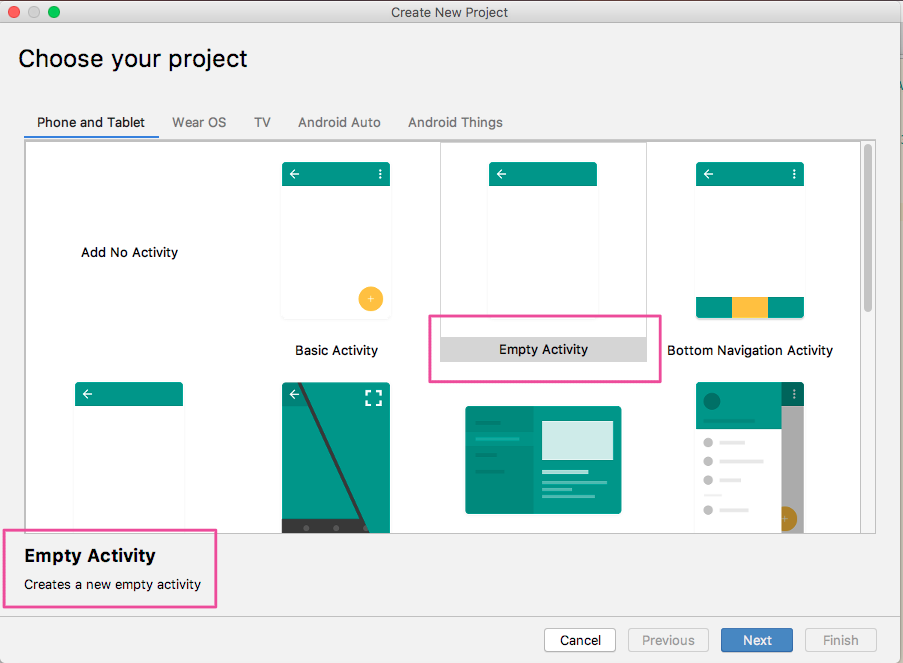 Create New Project
Choose your project
Phone and Tablet Wear OS TV Android Auto Android Things
Add No Activity
Basic Activity
Empty Activity
Bottom Navigation Activity
Empty Activity
Creates a new empty activity
Cancel Previous Next Finish